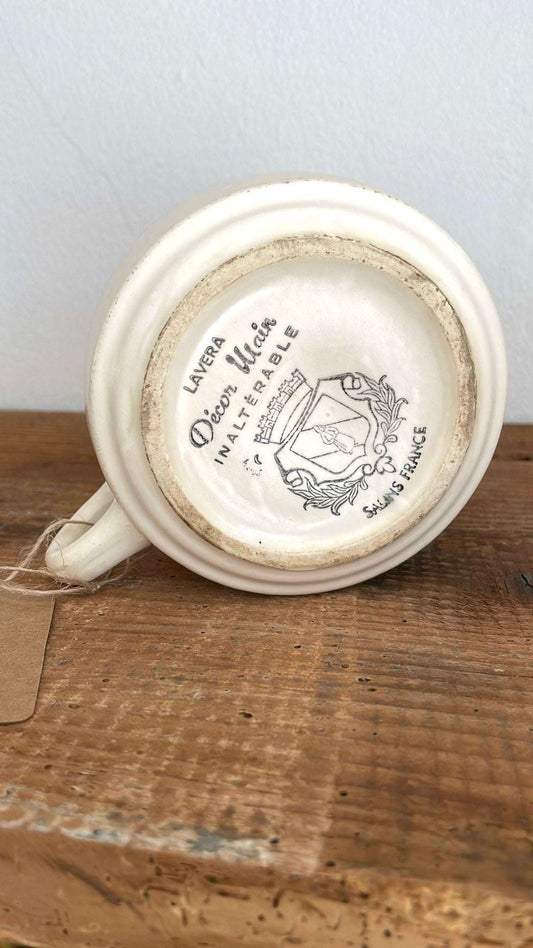 LAVERA
Décor Main
INALTÉRABLE
SALINS FRANCE